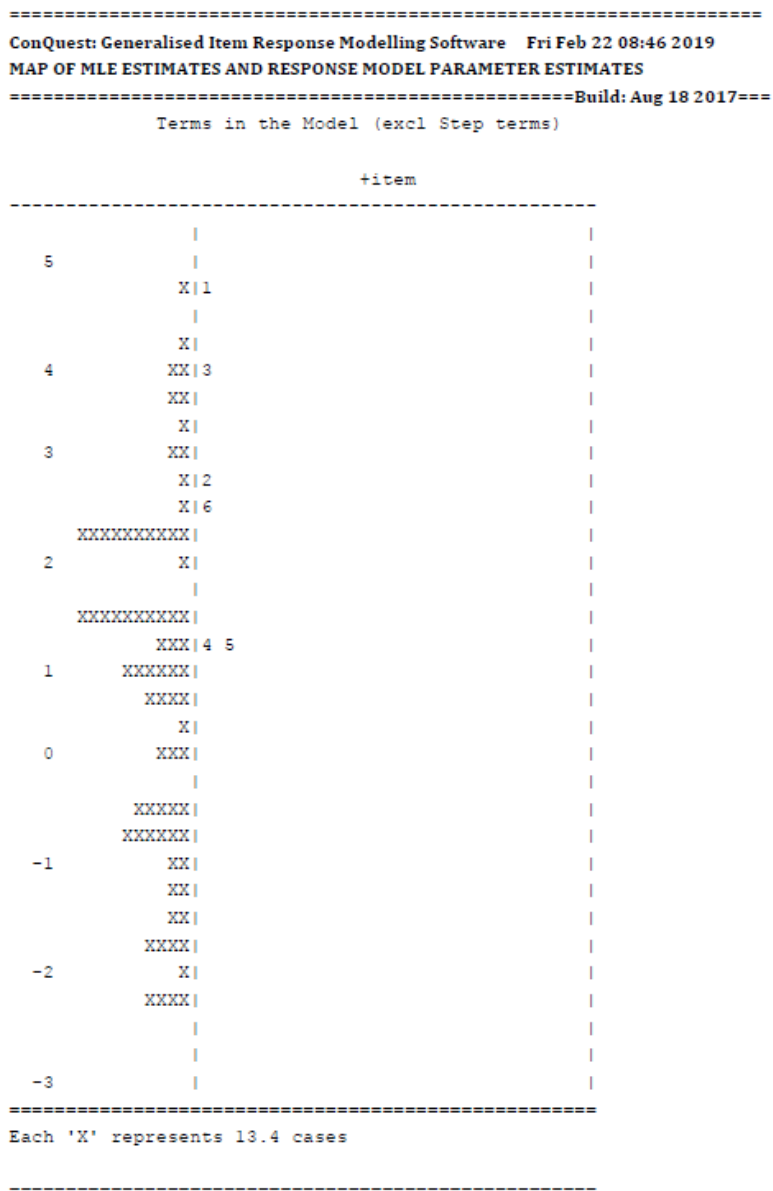 ===================================================================
ConQuest: Generalised Item Response Modelling Software    Fri Feb 22 08:46 2019
MAP OF MLE ESTIMATES AND RESPONSE MODEL PARAMETER ESTIMATES
==================================================Build: Aug 18 2017===
             Terms in the Model (excl Step terms)
                               +item
----------------------------------------------------
                |                                  |
   5            |                                  |
               X|1                                 |
                |                                  |
               X|                                  |
   4          XX|3                                 |
              XX|                                  |
               X|                                  |
   3          XX|                                  |
               X|2                                 |
               X|6                                 |
      XXXXXXXXXX|                                  |
   2           X|                                  |
                |                                  |
      XXXXXXXXXX|                                  |
             XXX|4 5                               |
   1      XXXXXX|                                  |
            XXXX|                                  |
               X|                                  |
   0         XXX|                                  |
                |                                  |
           XXXXX|                                  |
          XXXXXX|                                  |
  -1          XX|                                  |
              XX|                                  |
              XX|                                  |
            XXXX|                                  |
  -2           X|                                  |
            XXXX|                                  |
                |                                  |
                |                                  |
  -3            |                                  |
====================================================
Each 'X' represents 13.4 cases
----------------------------------------------------